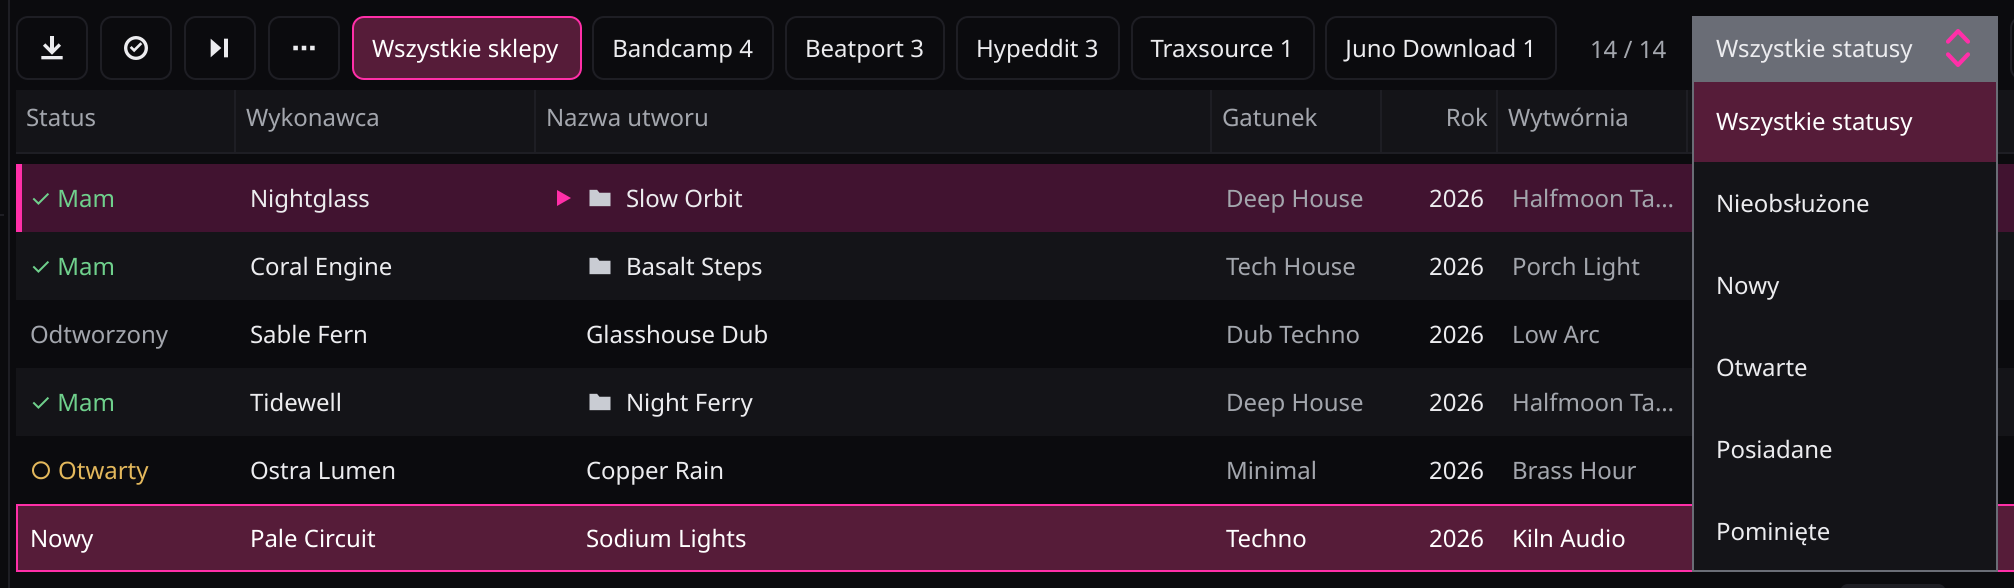 Wszystkie sklepy Bandcamp 4 Beatport 3 Hypeddit 3 Traxsource 1 Juno Download 1 14 / 14 Wszystkie statusy
Status Wykonawca Nazwa utworu Gatunek Rok Wytwórnia
Wszystkie statusy
Mam Nightglass Slow Orbit Deep House 2026 Halfmoon Ta...
Nieobsłużone
Mam Coral Engine Basalt Steps Tech House 2026 Porch Light
Nowy
Odtworzony Sable Fern Glasshouse Dub Dub Techno 2026 Low Arc
Otwarte
Mam Tidewell Night Ferry Deep House 2026 Halfmoon Ta...
Posiadane
Otwarty Ostra Lumen Copper Rain Minimal 2026 Brass Hour
Pominięte
Nowy Pale Circuit Sodium Lights Techno 2026 Kiln Audio